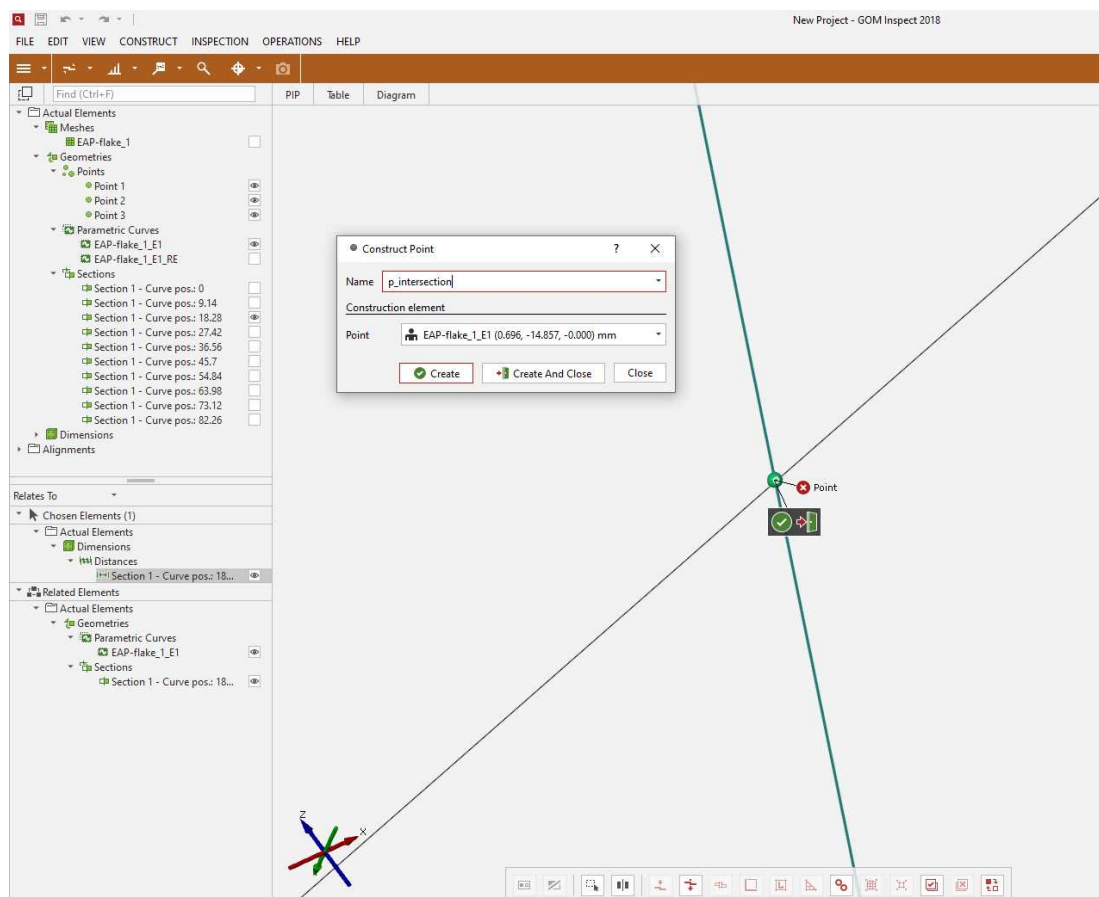 New Project - GOM Inspect 2018
FILE EDIT VIEW CONSTRUCT INSPECTION OPERATIONS HELP
Find (Ctrl+F)
PIP Table Diagram
Actual Elements
Meshes
EAP-flake_1
Geometries
Points
Point 1
Point 2
Point 3
Parametric Curves
EAP-flake_1_E1
EAP-flake_1_E1_RE
Sections
Section 1 - Curve pos.: 0
Section 1 - Curve pos.: 9.14
Section 1 - Curve pos.: 18.28
Section 1 - Curve pos.: 27.42
Section 1 - Curve pos.: 36.56
Section 1 - Curve pos.: 45.7
Section 1 - Curve pos.: 54.84
Section 1 - Curve pos.: 63.98
Section 1 - Curve pos.: 73.12
Section 1 - Curve pos.: 82.26
Dimensions
Alignments
Relates To
Chosen Elements (1)
Actual Elements
Dimensions
Distances
Section 1 - Curve pos.: 18...
Related Elements
Actual Elements
Geometries
Parametric Curves
EAP-flake_1_E1
Sections
Section 1 - Curve pos.: 18...
Construct Point ?
Name p_intersection
Construction element
Point EAP-flake_1_E1 (0.696, -14.857, -0.000) mm
Create Create And Close Close
Point
Z
X